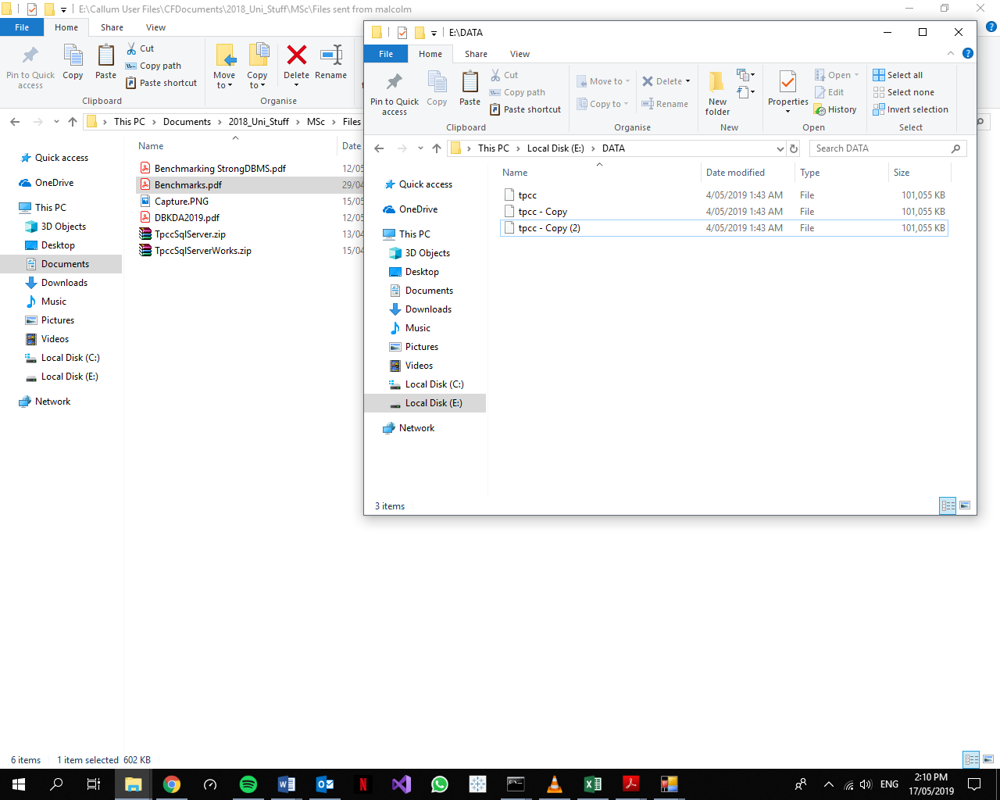 E:\Callum User Files\CFDocuments\2018_Uni_Stuff\MSc\Files sent from malcolm
File
Home
Share
View
Pin to Quick access
Copy
Paste
Cut
Copy path
Paste shortcut
Move to
Copy to
Delete
Rename
Clipboard
Organise
This PC
Documents
2018_Uni_Stuff
MSc
Files
Name
Date
Quick access
OneDrive
This PC
3D Objects
Desktop
Documents
Downloads
Music
Pictures
Videos
Local Disk (C:)
Local Disk (E:)
Network
Benchmarking StrongDBMS.pdf 12/05
Benchmarks.pdf 29/04
Capture.PNG 15/05
DBKDA2019.pdf 12/05
TpccSqlServer.zip 13/04
TpccSqlServerWorks.zip 15/04
6 items
1 item selected 602 KB
E:\DATA
File
Home
Share
View
Pin to Quick access
Copy
Paste
Cut
Copy path
Paste shortcut
Clipboard
Move to
Copy to
Delete
Rename
Organise
New folder
New
Properties
Open
Edit
History
Open
Select all
Select none
Invert selection
Select
This PC
Local Disk (E:)
DATA
Search DATA
Quick access
OneDrive
This PC
3D Objects
Desktop
Documents
Downloads
Music
Pictures
Videos
Local Disk (C:)
Local Disk (E:)
Network
Name Date modified Type Size
tpcc 4/05/2019 1:43 AM File 101,055 KB
tpcc - Copy 4/05/2019 1:43 AM File 101,055 KB
tpcc - Copy (2) 4/05/2019 1:43 AM File 101,055 KB
3 items
ENG
2:10 PM
17/05/2019